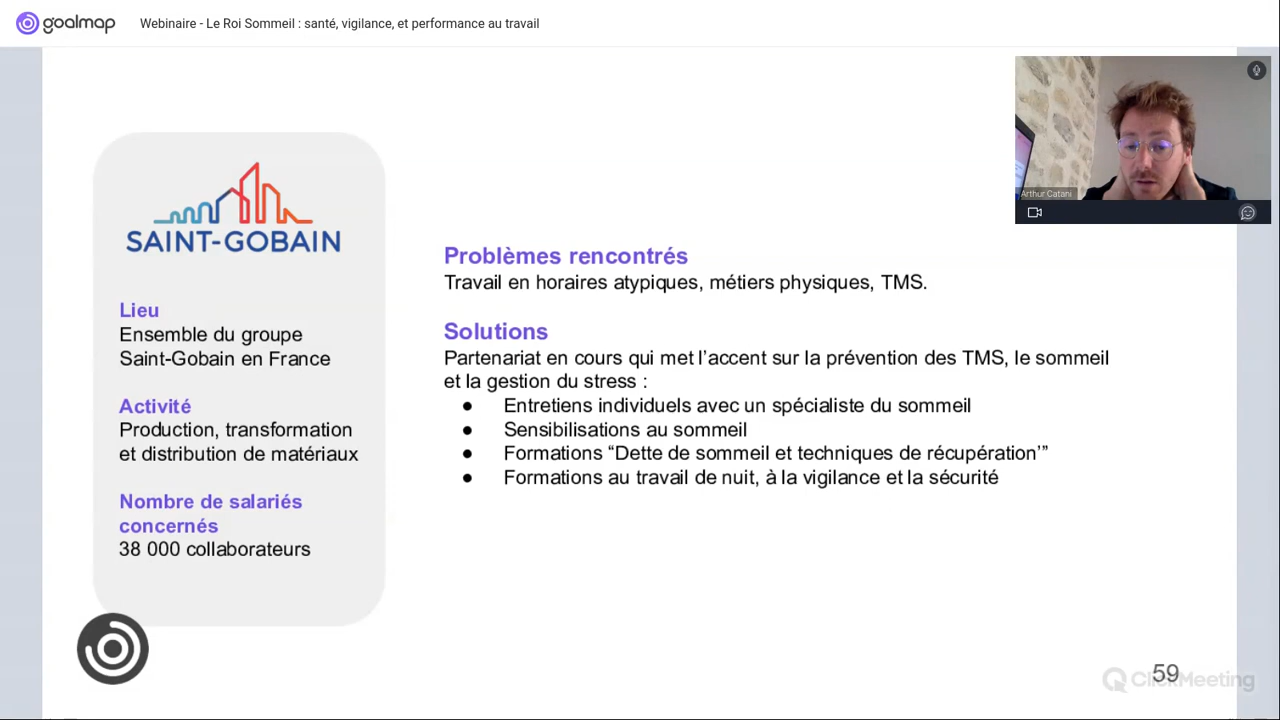 goalmap
Webinaire - Le Roi Sommeil : santé, vigilance, et performance au travail
Arthur Catani
SAINT-GOBAIN
Lieu
Ensemble du groupe
Saint-Gobain en France
Activité
Production, transformation
et distribution de matériaux
Nombre de salariés
concernés
38 000 collaborateurs
Problèmes rencontrés
Travail en horaires atypiques, métiers physiques, TMS.
Solutions
Partenariat en cours qui met l’accent sur la prévention des TMS, le sommeil
et la gestion du stress :
● Entretiens individuels avec un spécialiste du sommeil
● Sensibilisations au sommeil
● Formations “Dette de sommeil et techniques de récupération’”
● Formations au travail de nuit, à la vigilance et la sécurité
59
ClickMeeting